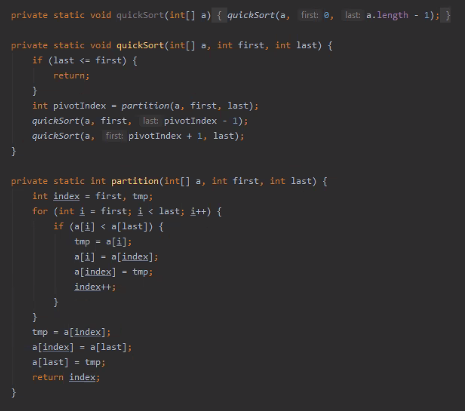 private static void quickSort(int[] a) { quickSort(a, first: 0, last: a.length - 1); }
private static void quickSort(int[] a, int first, int last) {
if (last <= first) {
return;
}
int pivotIndex = partition(a, first, last);
quickSort(a, first, last: pivotIndex - 1);
quickSort(a, first: pivotIndex + 1, last);
}
private static int partition(int[] a, int first, int last) {
int index = first, tmp;
for (int i = first; i < last; i++) {
if (a[i] < a[last]) {
tmp = a[i];
a[i] = a[index];
a[index] = tmp;
index++;
}
}
tmp = a[index];
a[index] = a[last];
a[last] = tmp;
return index;
}